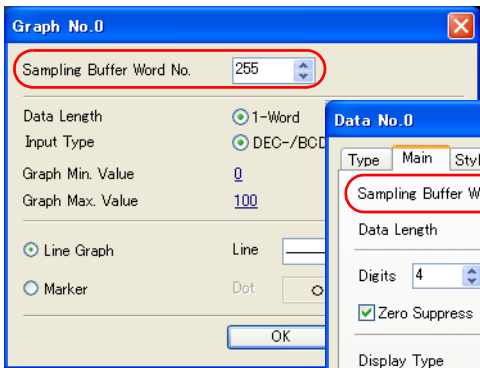 Graph No.0
Sampling Buffer Word No. 255
Data Length 1-Word
Input Type DEC-/BCD
Graph Min. Value 0
Graph Max. Value 100
Line Graph Line
Marker Dot
OK
Data No.0
Type Main Styl
Sampling Buffer W
Data Length
Digits 4
Zero Suppress
Display Type